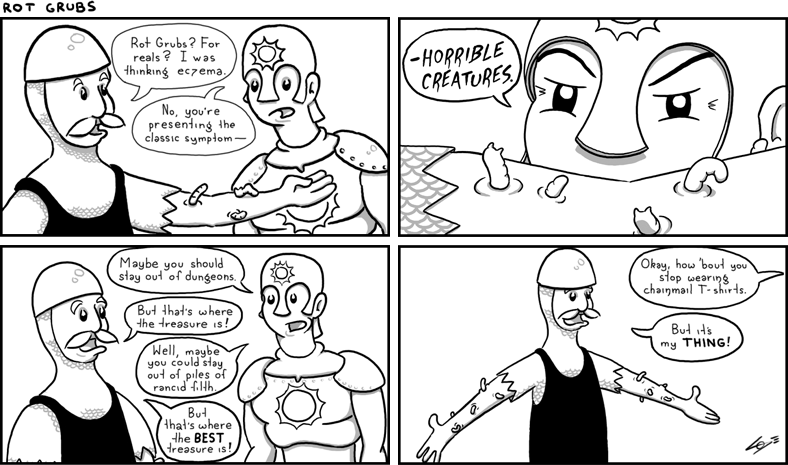 ROT GRUBS
Rot Grubs? For
reals? I was
thinking eczema.
No, you're
presenting the
classic symptom—
-HORRIBLE
CREATURES.
Maybe you should
stay out of dungeons.
But that's where
the treasure is!
Well, maybe
you could stay
out of piles of
rancid filth.
But
that's where
the BEST
treasure is!
Okay, how 'bout you
stop wearing
chainmail T-shirts.
But it's
my THING!